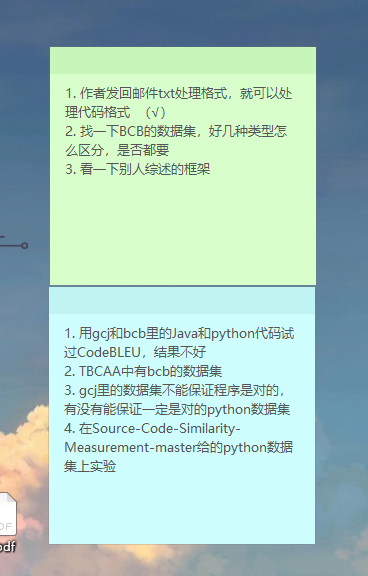 1. 作者发回邮件txt处理格式，就可以处
理代码格式 （√）
2. 找一下BCB的数据集，好几种类型怎
么区分，是否都要
3. 看一下别人综述的框架
1. 用gcj和bcb里的Java和python代码试
过CodeBLEU，结果不好
2. TBCAA中有bcb的数据集
3. gcj里的数据集不能保证程序是对的，
有没有能保证一定是对的python数据集
4. 在Source-Code-Similarity-
Measurement-master给的python数据
集上实验
PDF
pdf